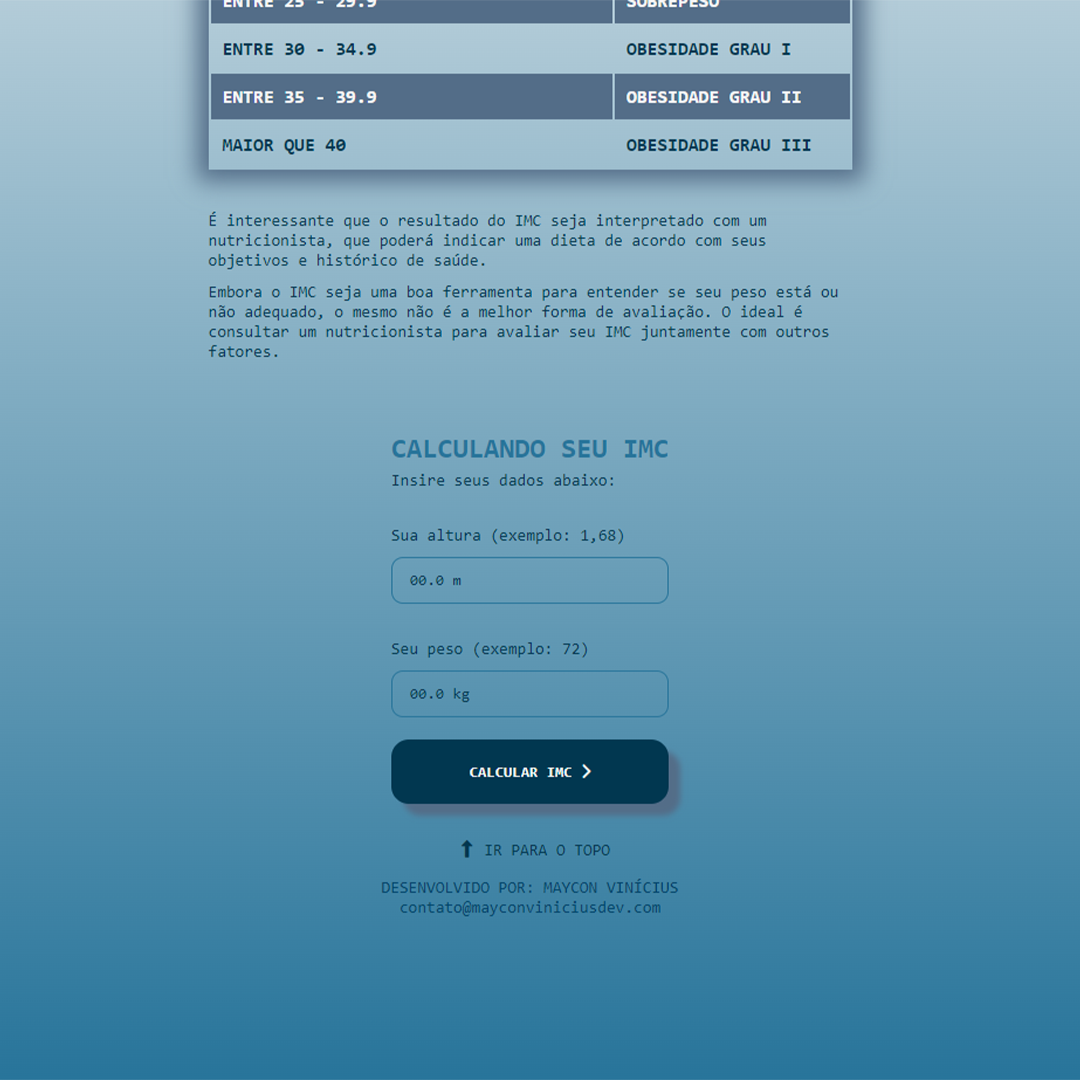 ENTRE 25 - 29.9 SOBREPESO
ENTRE 30 - 34.9 OBESIDADE GRAU I
ENTRE 35 - 39.9 OBESIDADE GRAU II
MAIOR QUE 40 OBESIDADE GRAU III
É interessante que o resultado do IMC seja interpretado com um
nutricionista, que poderá indicar uma dieta de acordo com seus
objetivos e histórico de saúde.
Embora o IMC seja uma boa ferramenta para entender se seu peso está ou
não adequado, o mesmo não é a melhor forma de avaliação. O ideal é
consultar um nutricionista para avaliar seu IMC juntamente com outros
fatores.
CALCULANDO SEU IMC
Insire seus dados abaixo:
Sua altura (exemplo: 1,68)
00.0 m
Seu peso (exemplo: 72)
00.0 kg
CALCULAR IMC
IR PARA O TOPO
DESENVOLVIDO POR: MAYCON VINÍCIUS
contato@mayconviniciusdev.com